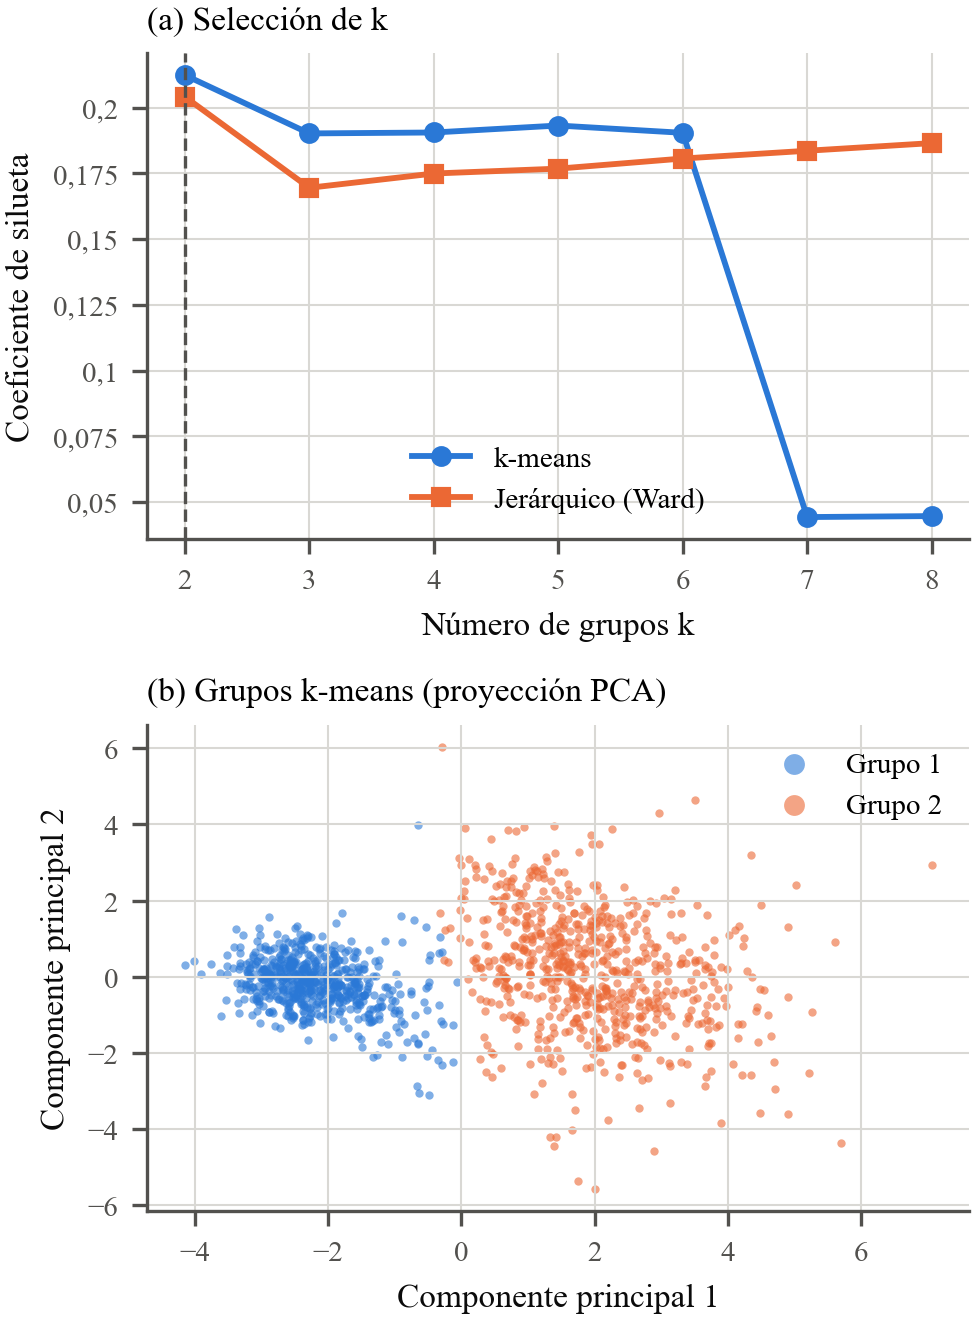 (a) Selección de k
Coeficiente de silueta
0,2
0,175
0,15
0,125
0,1
0,075
0,05
k-means
Jerárquico (Ward)
2 3 4 5 6 7 8
Número de grupos k
(b) Grupos k-means (proyección PCA)
Componente principal 2
6
4
2
0
−2
−4
−6
Grupo 1
Grupo 2
−4 −2 0 2 4 6
Componente principal 1